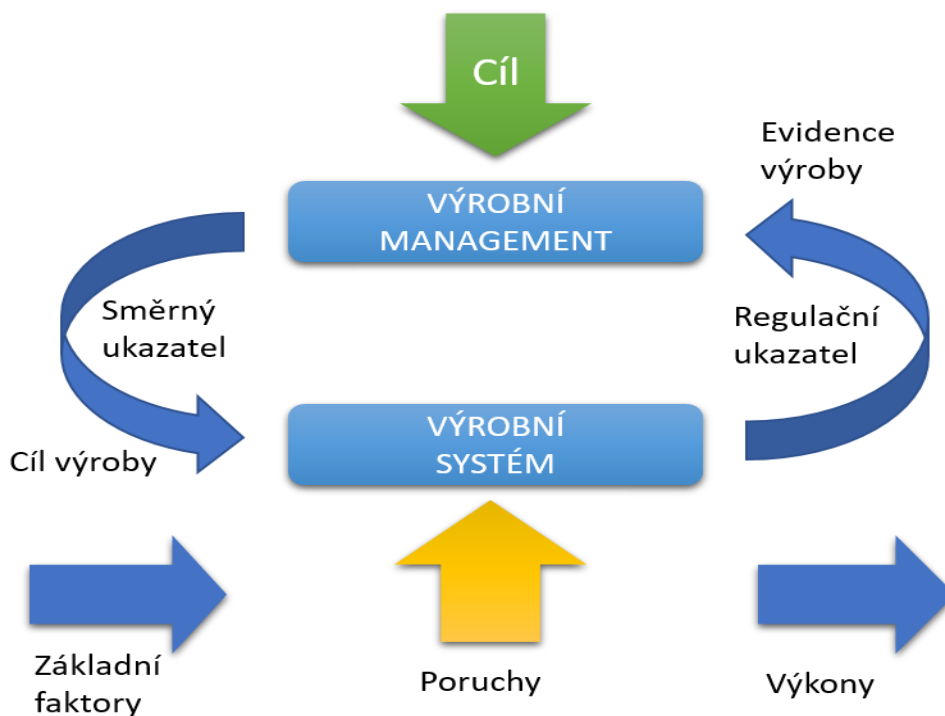 Cíl
Evidence
výroby
VÝROBNÍ
MANAGEMENT
Směrný
ukazatel
Regulační
ukazatel
VÝROBNÍ
SYSTÉM
Cíl výroby
Základní
faktory
Poruchy
Výkony